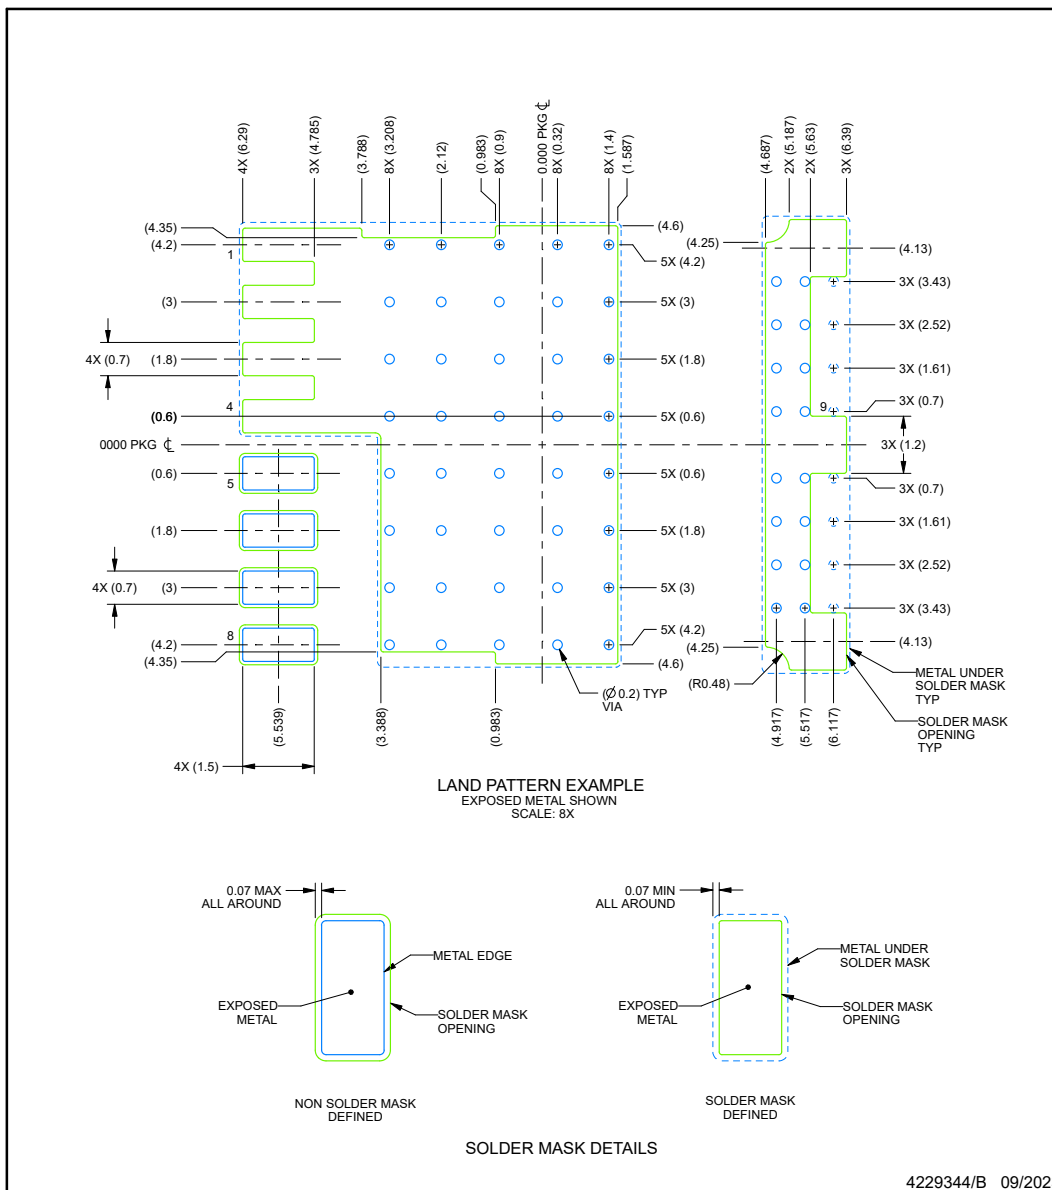 4X (6.29)
3X (4.785)
(3.788)
8X (3.208)
(2.12)
(0.983)
8X (0.9)
0.000 PKG ℄
8X (0.32)
8X (1.4)
(1.587)
(4.687)
2X (5.187)
2X (5.63)
3X (6.39)
(4.35)
(4.2)
1
(3)
4X (0.7)
(1.8)
4
(0.6)
0000 PKG ℄
(0.6)
5
(1.8)
4X (0.7)
(3)
(4.2)
8
(4.35)
(4.6)
5X (4.2)
5X (3)
5X (1.8)
5X (0.6)
5X (0.6)
5X (1.8)
5X (3)
5X (4.2)
(4.6)
(4.25)
(4.13)
3X (3.43)
3X (2.52)
3X (1.61)
9
3X (0.7)
3X (1.2)
3X (0.7)
3X (1.61)
3X (2.52)
3X (3.43)
(4.25)
(4.13)
(R0.48)
METAL UNDER
SOLDER MASK
TYP
SOLDER MASK
OPENING
TYP
(5.539)
(3.388)
(0.983)
(Ø 0.2) TYP
VIA
(4.917)
(5.517)
(6.117)
4X (1.5)
LAND PATTERN EXAMPLE
EXPOSED METAL SHOWN
SCALE: 8X
0.07 MAX
ALL AROUND
METAL EDGE
EXPOSED
METAL
SOLDER MASK
OPENING
NON SOLDER MASK
DEFINED
0.07 MIN
ALL AROUND
METAL UNDER
SOLDER MASK
EXPOSED
METAL
SOLDER MASK
OPENING
SOLDER MASK
DEFINED
SOLDER MASK DETAILS
4229344/B 09/202